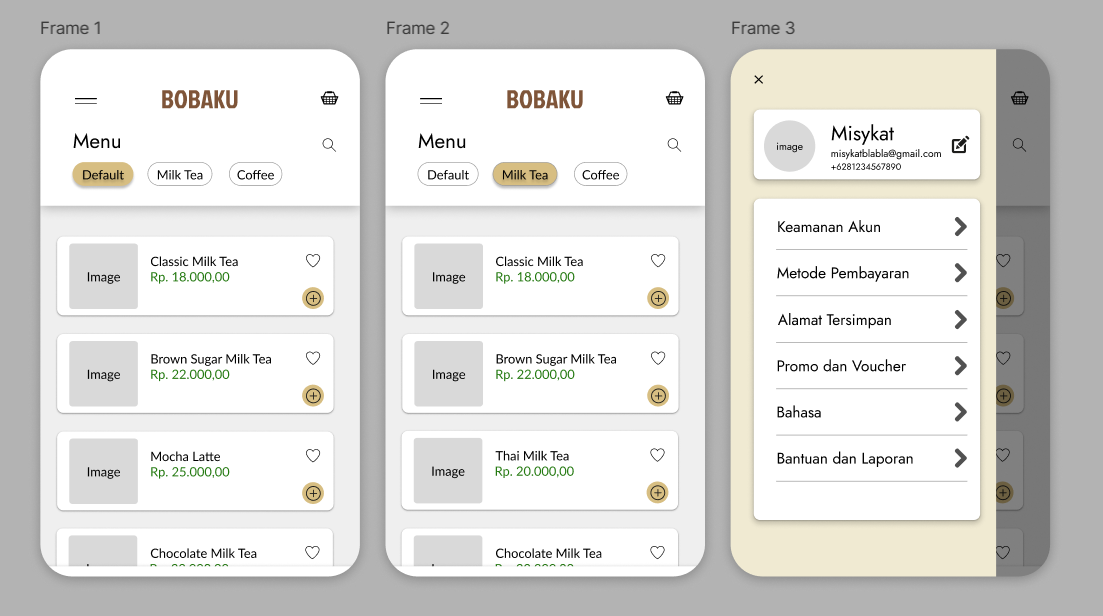 Frame 1
BOBAKU
Menu
Default
Milk Tea
Coffee
Image
Classic Milk Tea
Rp. 18.000,00
Image
Brown Sugar Milk Tea
Rp. 22.000,00
Image
Mocha Latte
Rp. 25.000,00
Chocolate Milk Tea
Frame 2
BOBAKU
Menu
Default
Milk Tea
Coffee
Image
Classic Milk Tea
Rp. 18.000,00
Image
Brown Sugar Milk Tea
Rp. 22.000,00
Image
Thai Milk Tea
Rp. 20.000,00
Chocolate Milk Tea
Frame 3
image
Misykat
misykatblabla@gmail.com
+6281234567890
Keamanan Akun
Metode Pembayaran
Alamat Tersimpan
Promo dan Voucher
Bahasa
Bantuan dan Laporan